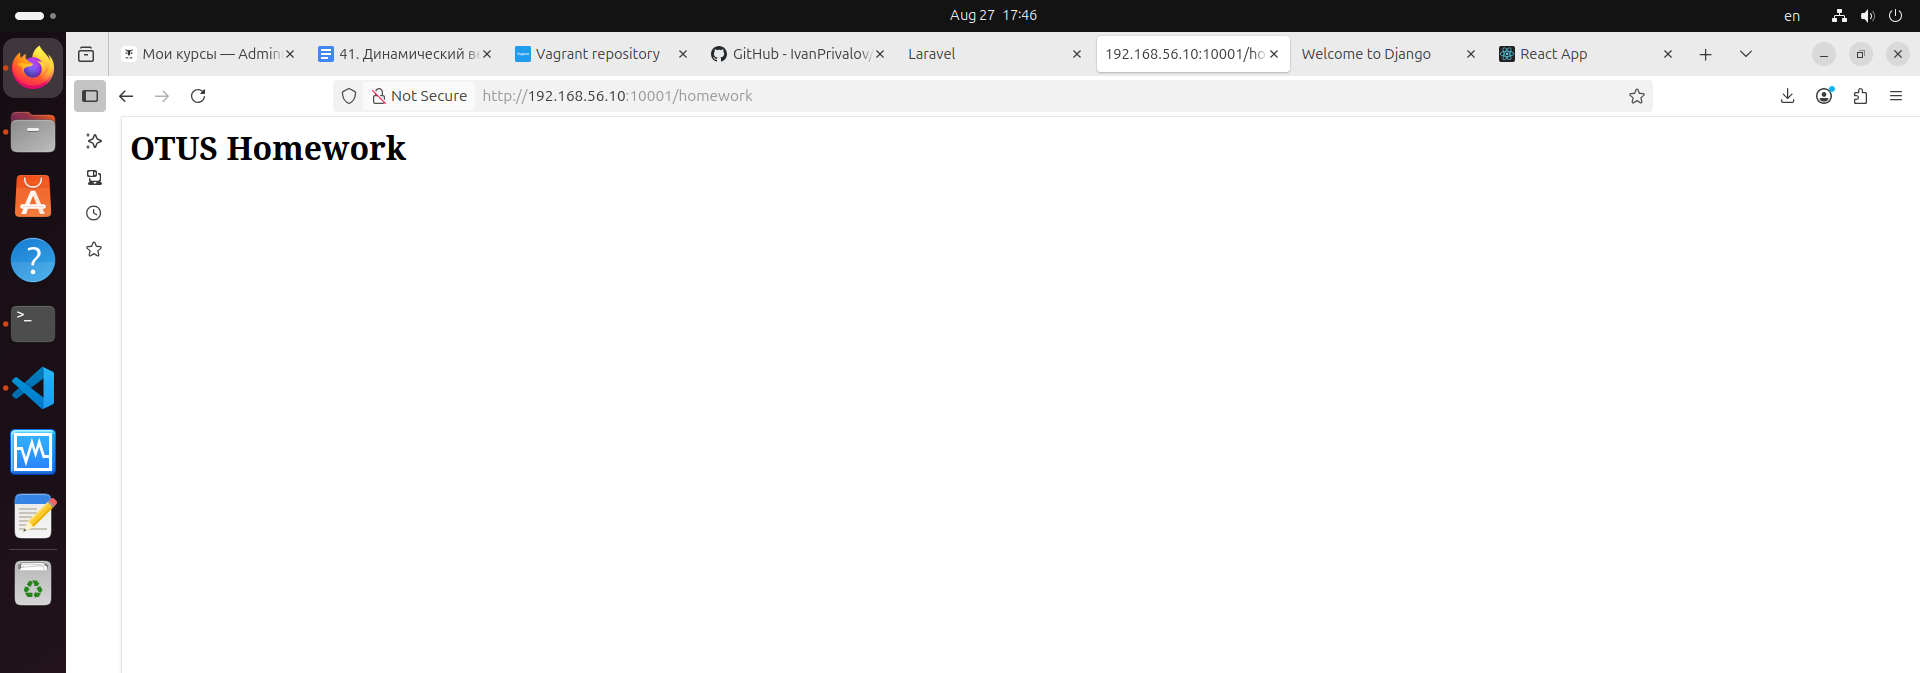 Aug 27 17:46
en
Мои курсы — Admin
41. Динамический ве
Vagrant repository
GitHub - IvanPrivalov/
Laravel
192.168.56.10:10001/ho
Welcome to Django
React App
Not Secure
http://192.168.56.10:10001/homework
OTUS Homework